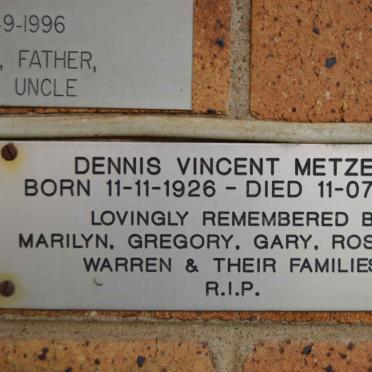 -9-1996
, FATHER,
UNCLE
DENNIS VINCENT METZE
BORN 11-11-1926 - DIED 11-07
LOVINGLY REMEMBERED B
MARILYN, GREGORY, GARY, ROS
WARREN & THEIR FAMILIES
R.I.P.